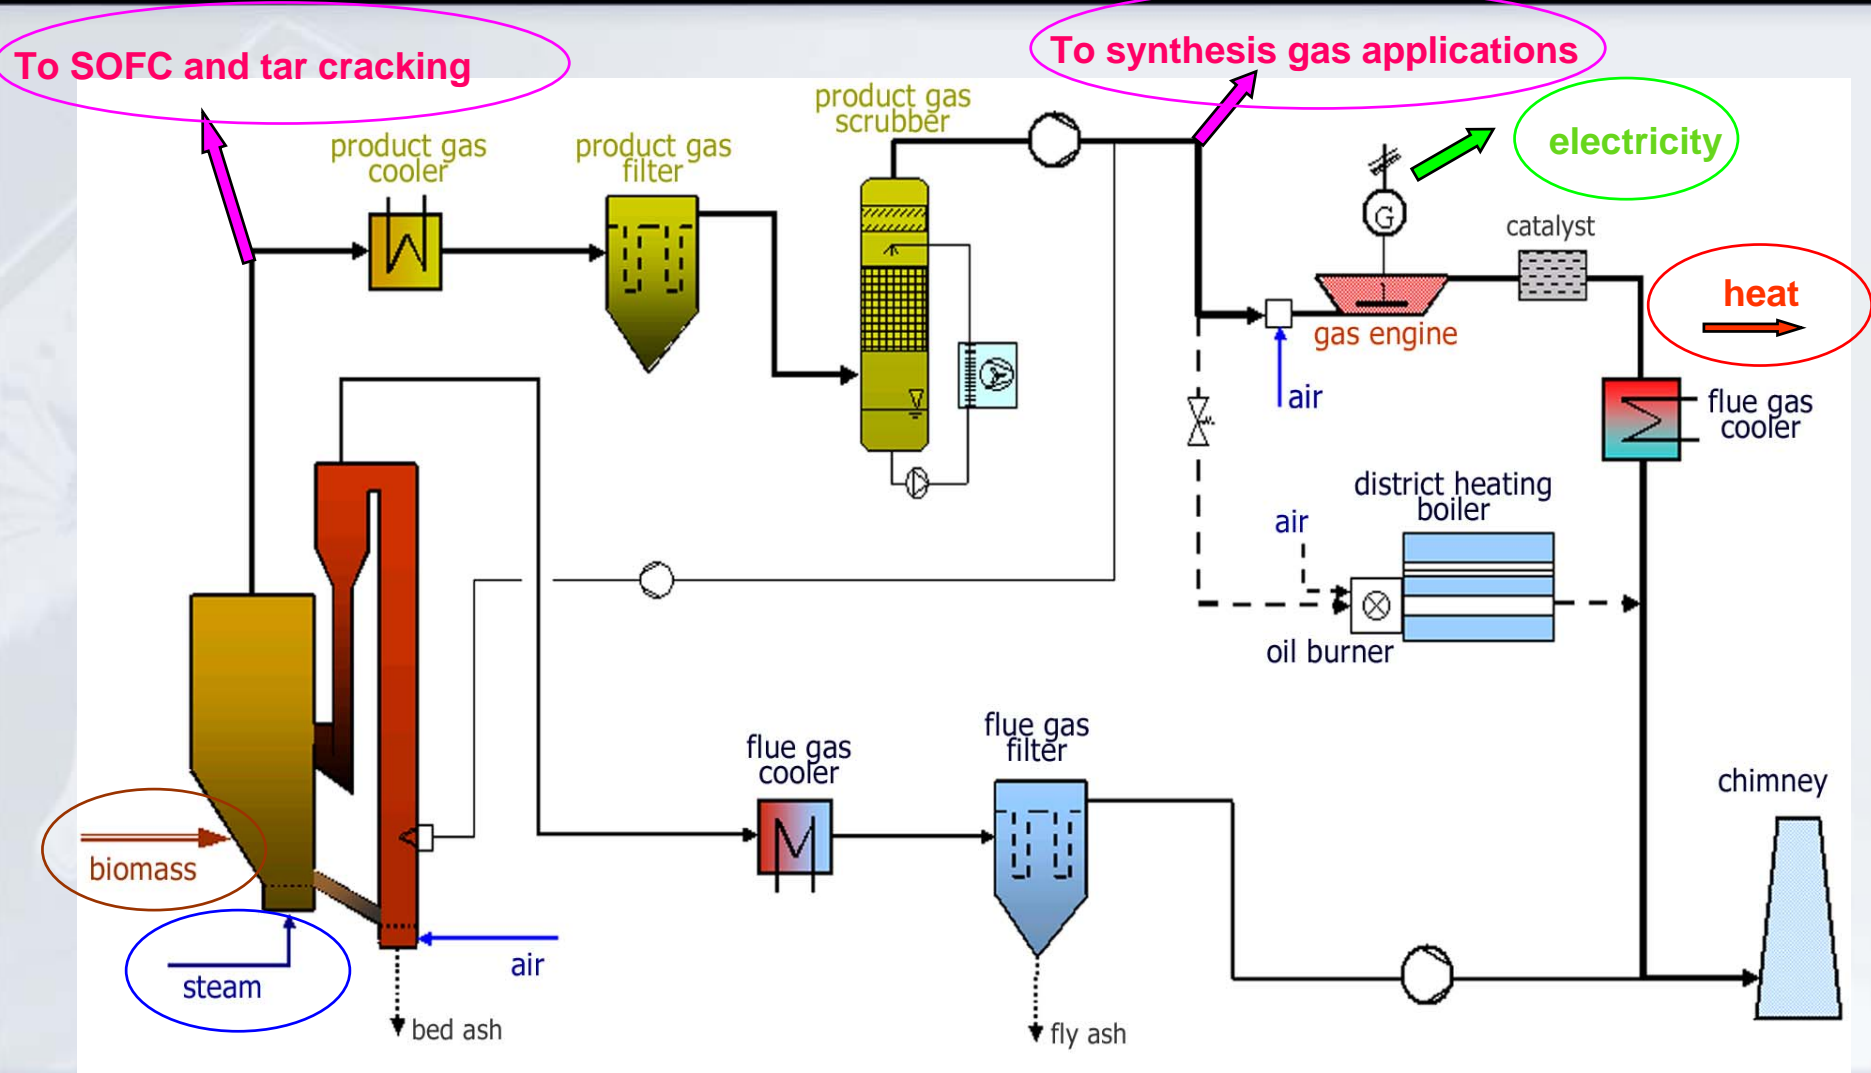 To SOFC and tar cracking
To synthesis gas applications
product gas
scrubber
electricity
product gas
cooler
product gas
filter
G
catalyst
heat
gas engine
air
flue gas
cooler
district heating
boiler
air
oil burner
flue gas
cooler
flue gas
filter
chimney
biomass
steam
air
bed ash
fly ash